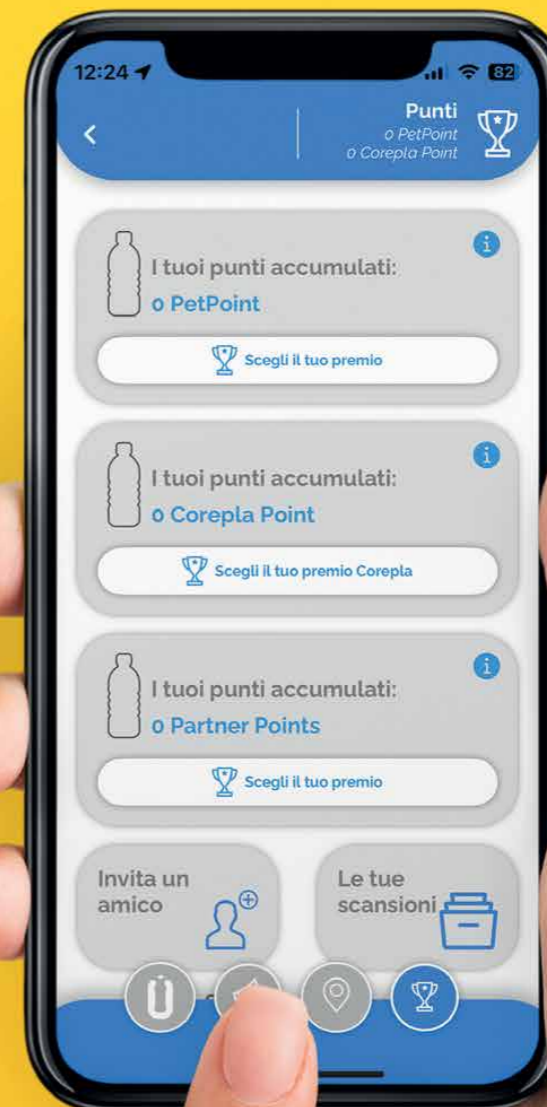 12:24
82
Punti
0 PetPoint
0 Corepla Point
I tuoi punti accumulati:
0 PetPoint
Scegli il tuo premio
I tuoi punti accumulati:
0 Corepla Point
Scegli il tuo premio Corepla
I tuoi punti accumulati:
0 Partner Points
Scegli il tuo premio
Invita un
amico
Le tue
scansioni